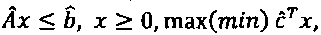 Âx ≤ b̂, x ≥ 0, max(min) ĉᵀx,